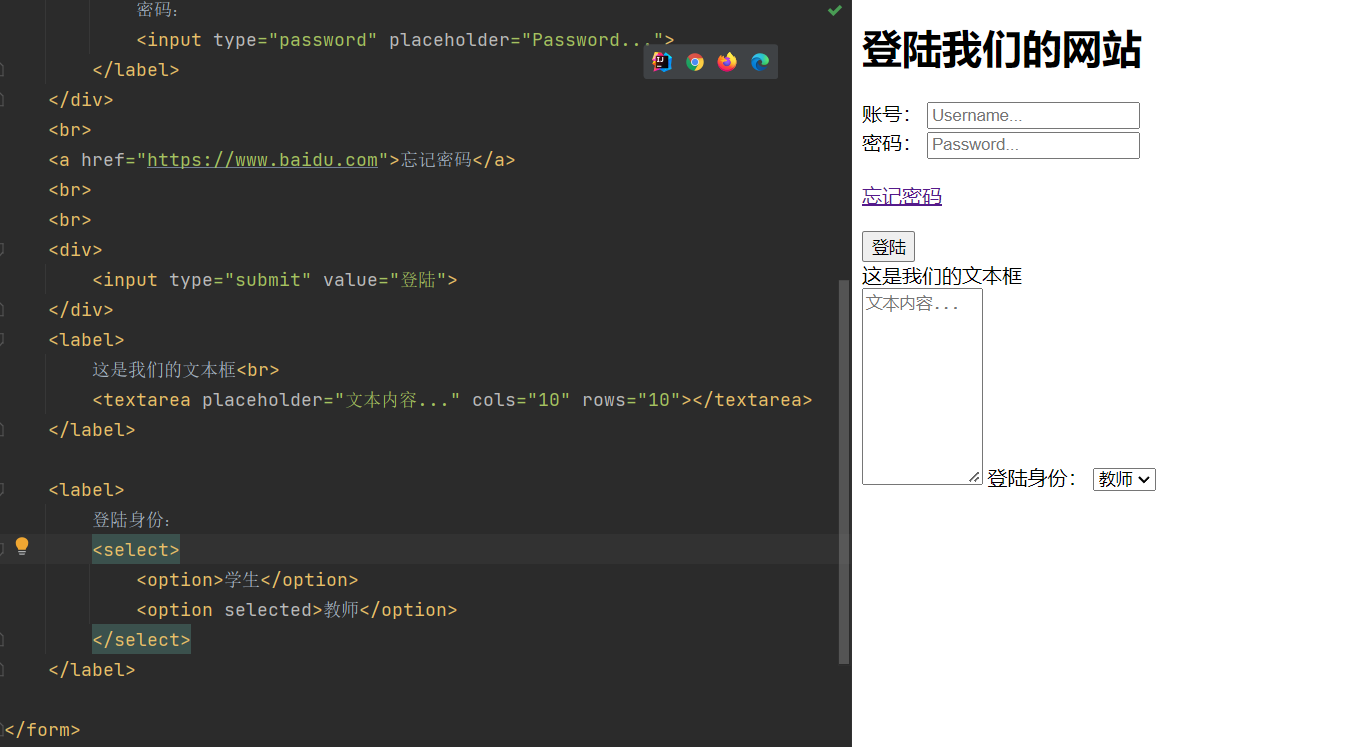 密码:
<input type="password" placeholder="Password...">
</label>
</div>
<br>
<a href="https://www.baidu.com">忘记密码</a>
<br>
<br>
<div>
<input type="submit" value="登陆">
</div>
<label>
这是我们的文本框<br>
<textarea placeholder="文本内容..." cols="10" rows="10"></textarea>
</label>
<label>
登陆身份:
<select>
<option>学生</option>
<option selected>教师</option>
</select>
</label>
</form>
登陆我们的网站
账号： Username...
密码： Password...
忘记密码
登陆
这是我们的文本框
文本内容...
登陆身份： 教师